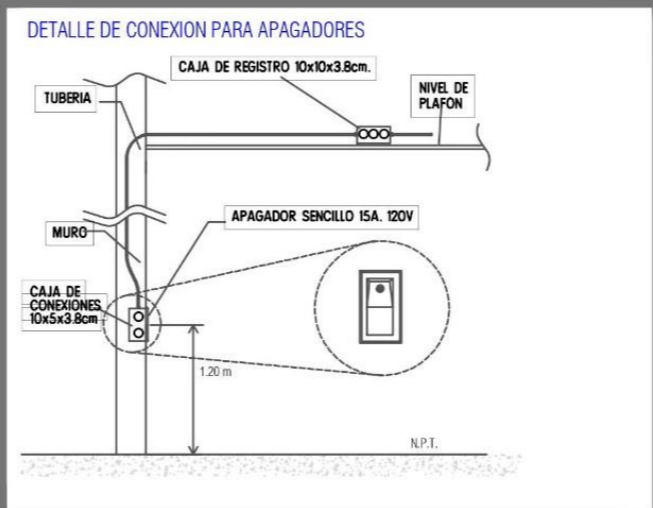 DETALLE DE CONEXION PARA APAGADORES
CAJA DE REGISTRO 10x10x3.8cm.
NIVEL DE
PLAFON
TUBERIA
APAGADOR SENCILLO 15A. 120V
MURO
CAJA DE
CONEXIONES
10x5x3.8cm
1.20 m
N.P.T.